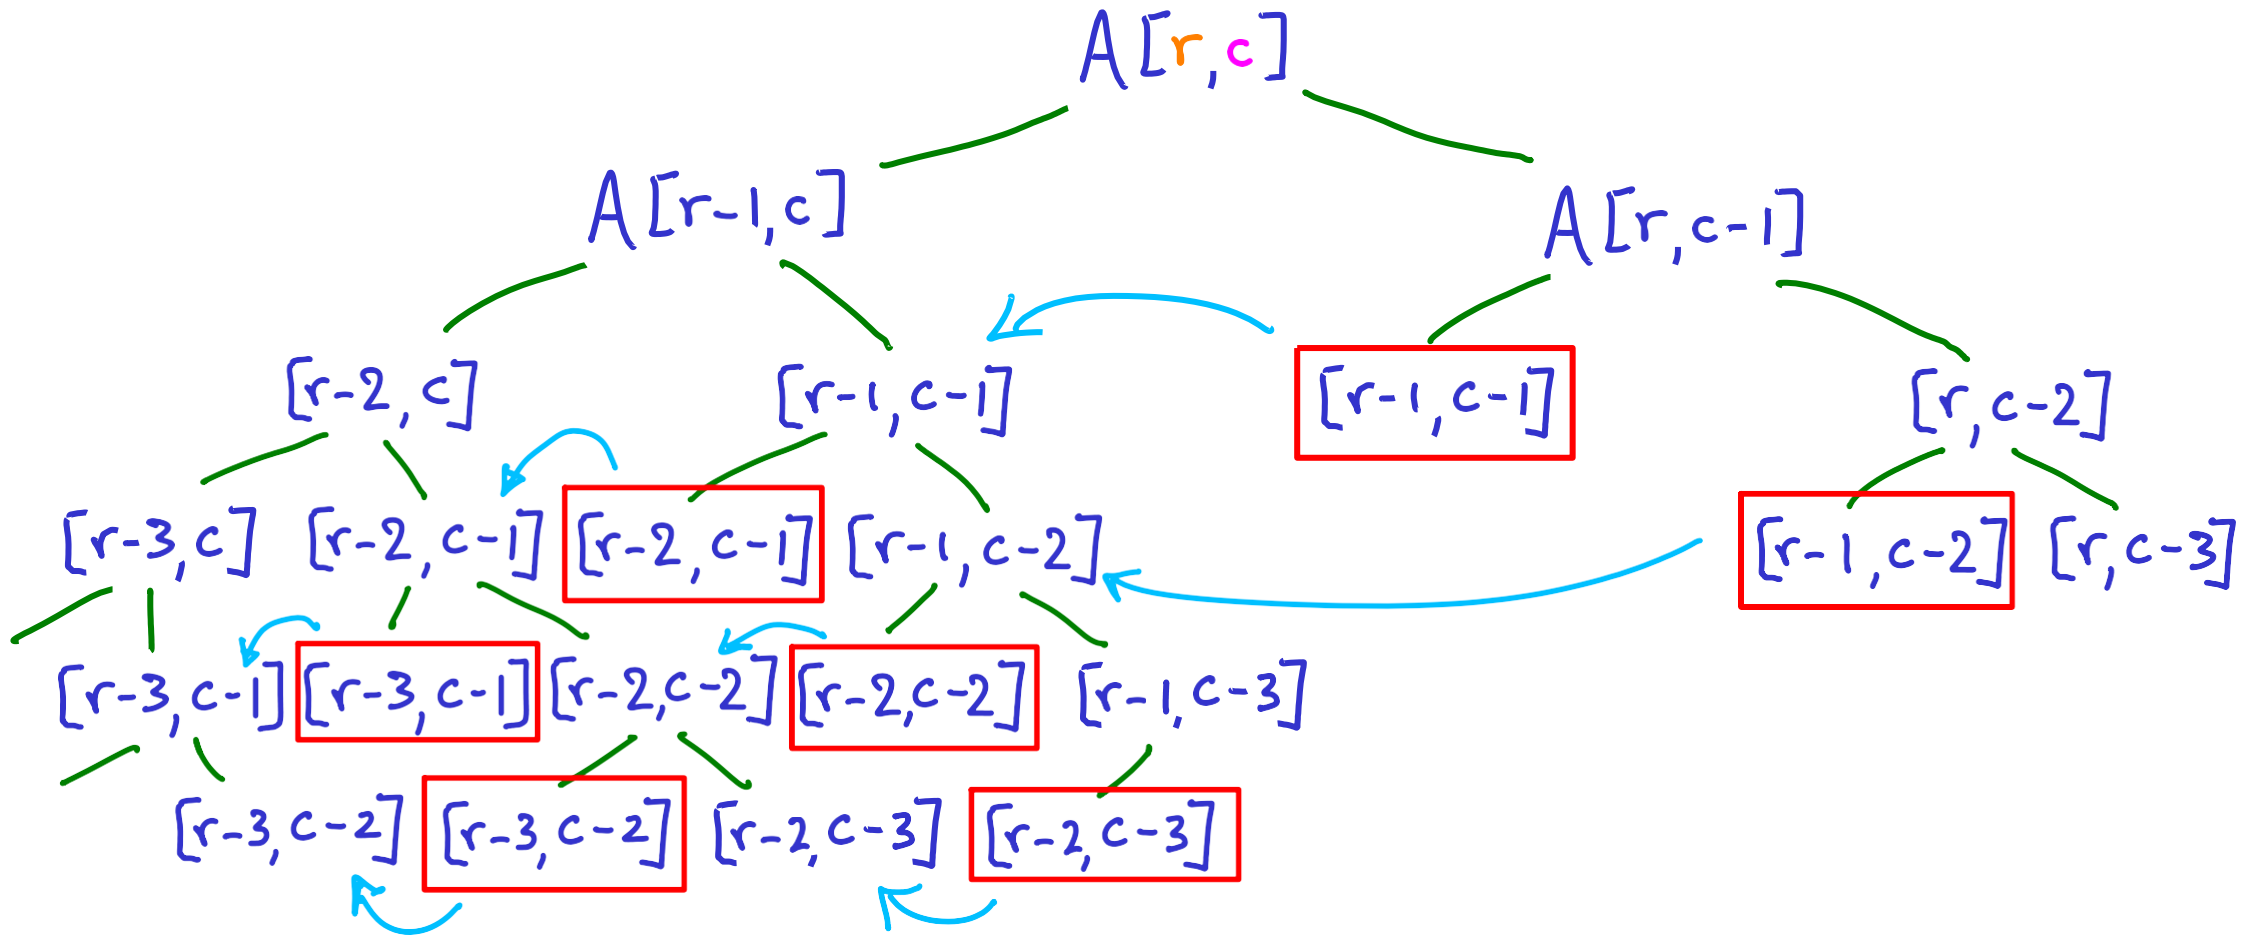 A[r,c]
A[r-1,c]
A[r,c-1]
[r-2,c]
[r-1,c-1]
[r-1,c-1]
[r,c-2]
[r-3,c]
[r-2,c-1]
[r-2,c-1]
[r-1,c-2]
[r-1,c-2]
[r,c-3]
[r-3,c-1]
[r-3,c-1]
[r-2,c-2]
[r-2,c-2]
[r-1,c-3]
[r-3,c-2]
[r-3,c-2]
[r-2,c-3]
[r-2,c-3]